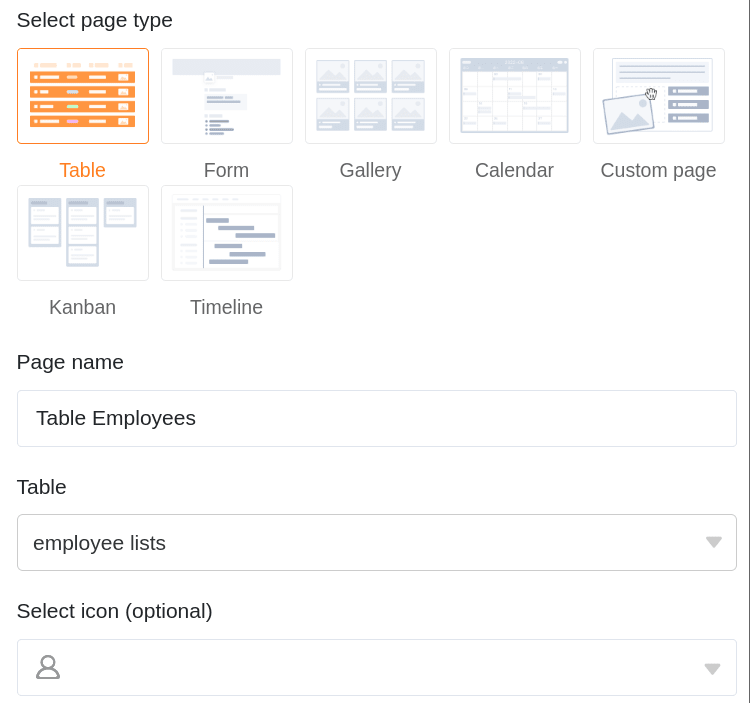 Select page type
Table Form Gallery Calendar Custom page
Kanban Timeline
Page name
Table Employees
Table
employee lists
Select icon (optional)